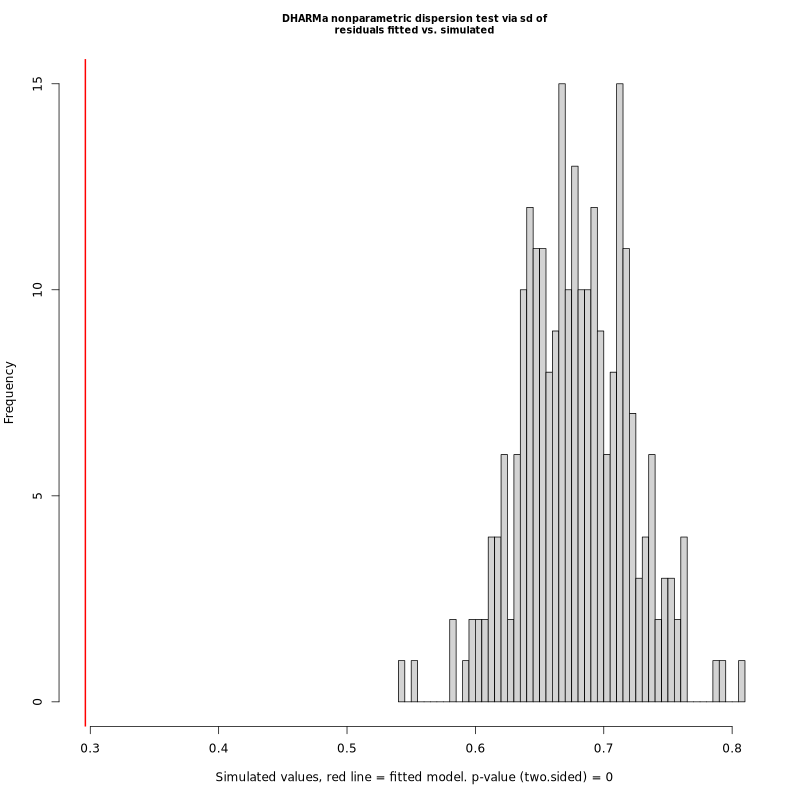 DHARMa nonparametric dispersion test via sd of
residuals fitted vs. simulated
15
10
5
0
Frequency
0.3 0.4 0.5 0.6 0.7 0.8
Simulated values, red line = fitted model. p-value (two.sided) = 0